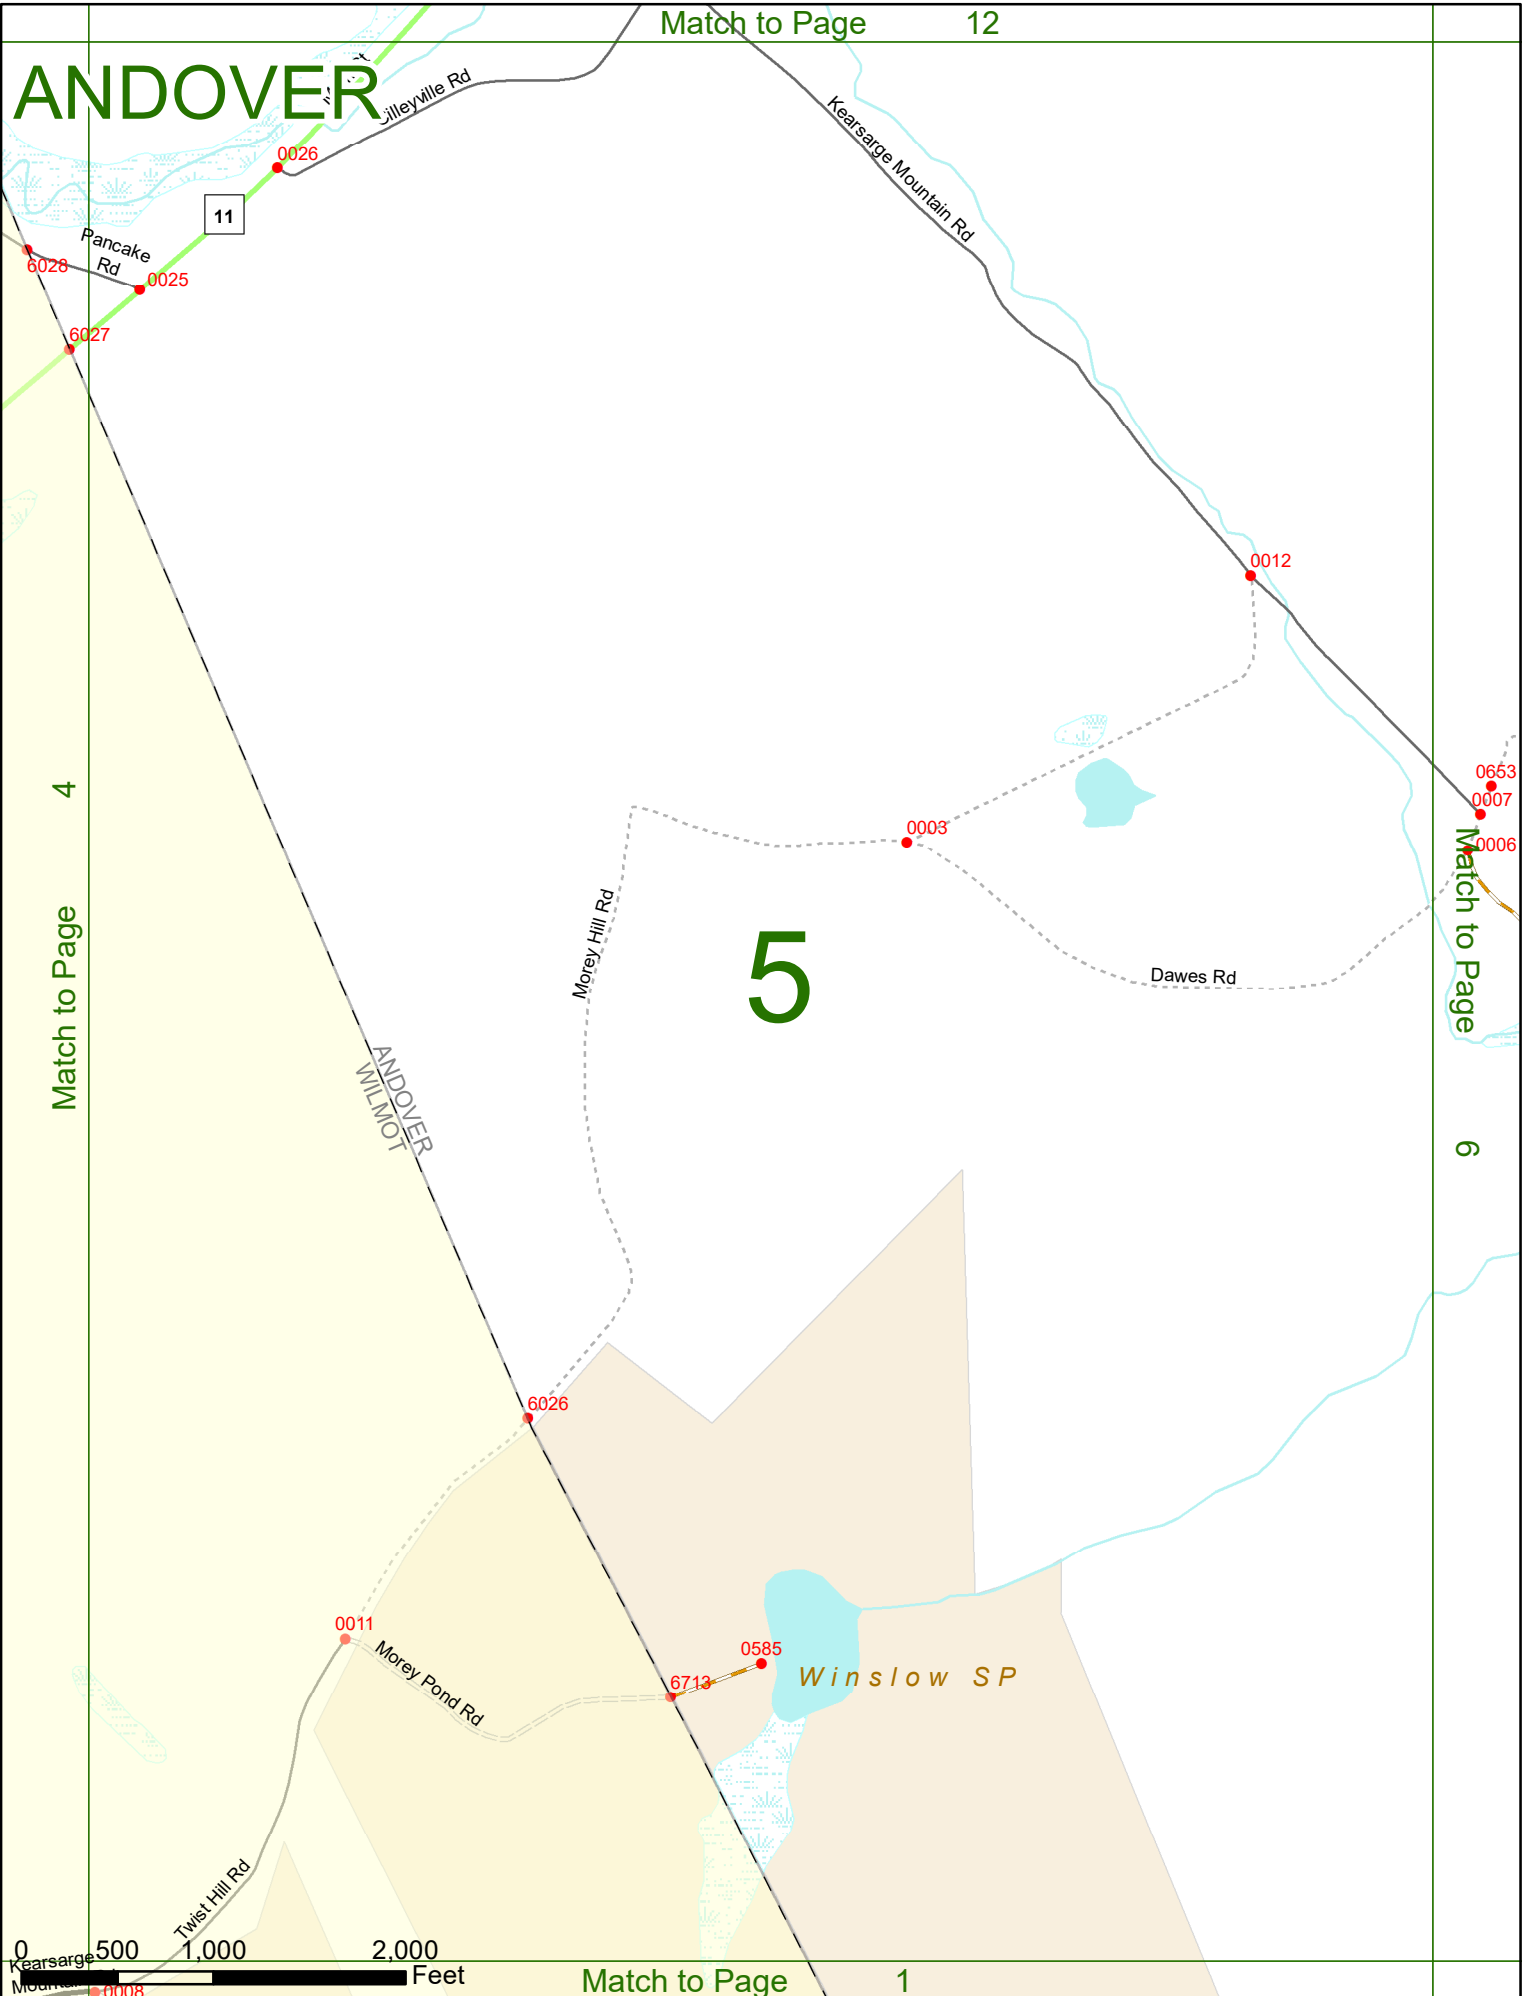 Match to Page 12
ANDOVER
illeyville Rd
Kearsarge Mountain Rd
0026
11
Pancake
Rd
6028
0025
6027
0012
4
Match to Page
0653
0007
0006
0003
Match to Page
6
Morey Hill Rd
5
Dawes Rd
ANDOVER
WILMOT
6026
0011
Morey Pond Rd
0585
6713
Winslow SP
Twist Hill Rd
0 500 1,000 2,000
Feet
Kearsarge
0008
Match to Page 1